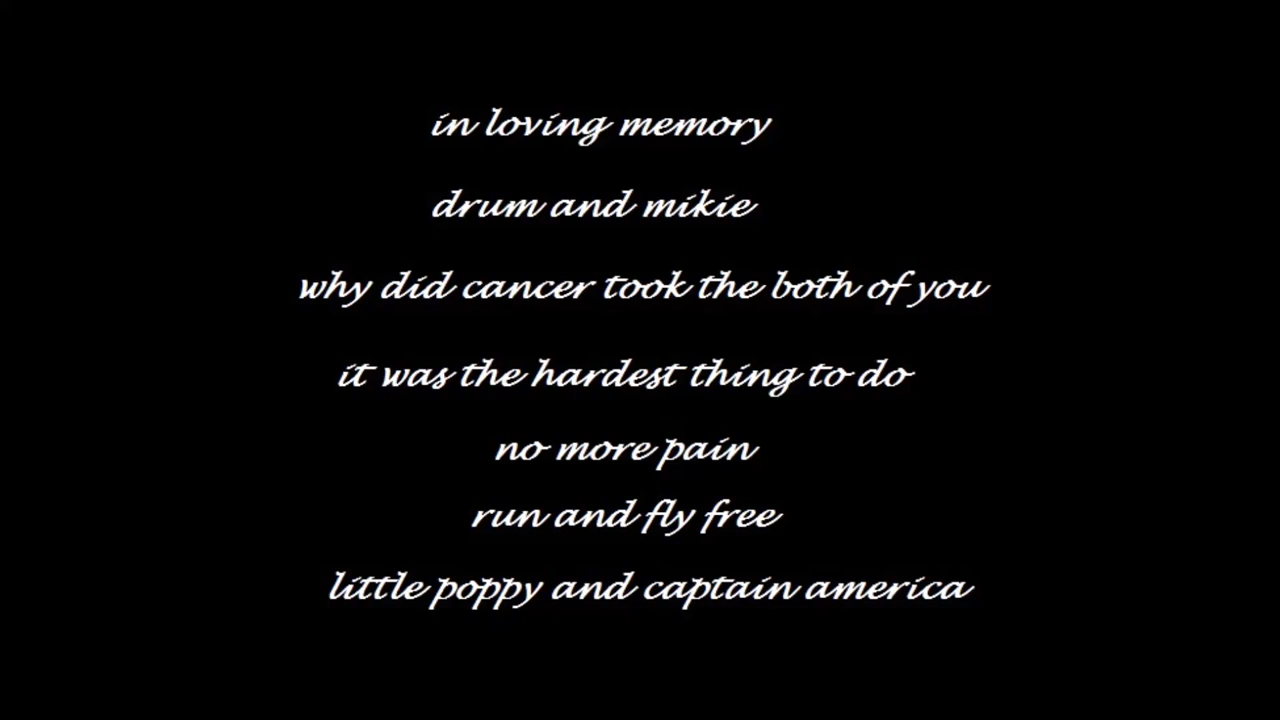 in loving memory
drum and mikie
why did cancer took the both of you
it was the hardest thing to do
no more pain
run and fly free
little poppy and captain america